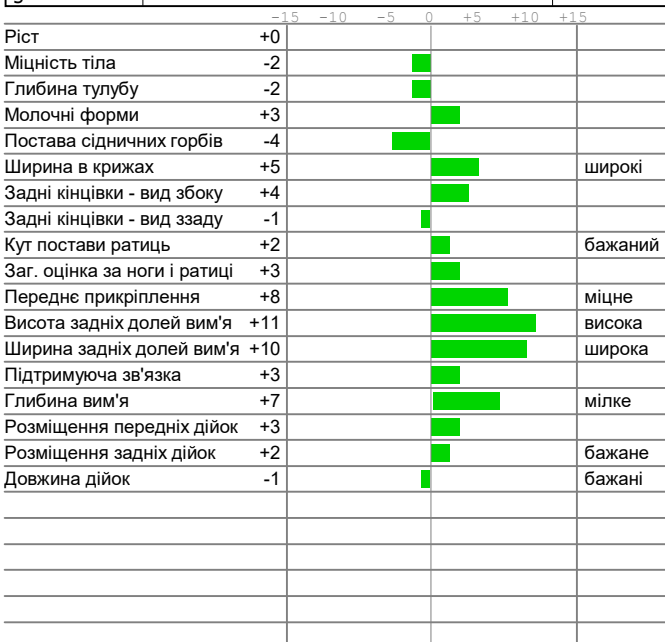 -15 -10 -5 0 +5 +10 +15
Ріст +0
Міцність тіла -2
Глибина тулубу -2
Молочні форми +3
Постава сідничних горбів -4
Ширина в крижах +5 широкі
Задні кінцівки - вид збоку +4
Задні кінцівки - вид ззаду -1
Кут постави ратиць +2 бажаний
Заг. оцінка за ноги і ратиці +3
Переднє прикріплення +8 міцне
Висота задніх долей вим'я +11 висока
Ширина задніх долей вим'я +10 широка
Підтримуюча зв'язка +3
Глибина вим'я +7 мілке
Розміщення передніх дійок +3
Розміщення задніх дійок +2 бажане
Довжина дійок -1 бажані